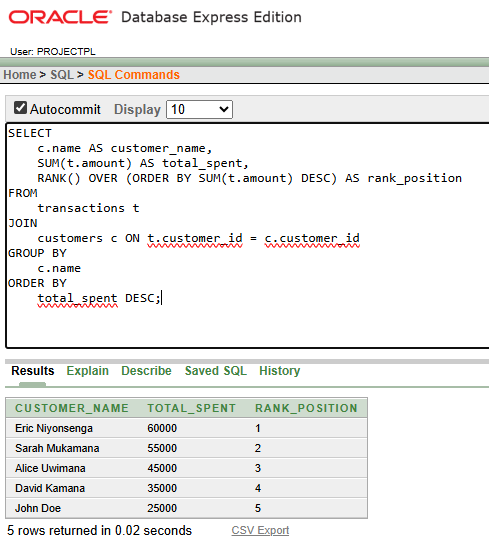 ORACLE® Database Express Edition
User: PROJECTPL
Home > SQL > SQL Commands
Autocommit Display 10
SELECT
c.name AS customer_name,
SUM(t.amount) AS total_spent,
RANK() OVER (ORDER BY SUM(t.amount) DESC) AS rank_position
FROM
transactions t
JOIN
customers c ON t.customer_id = c.customer_id
GROUP BY
c.name
ORDER BY
total_spent DESC;
Results Explain Describe Saved SQL History
CUSTOMER_NAME TOTAL_SPENT RANK_POSITION
Eric Niyonsenga 60000 1
Sarah Mukamana 55000 2
Alice Uwimana 45000 3
David Kamana 35000 4
John Doe 25000 5
5 rows returned in 0.02 seconds CSV Export